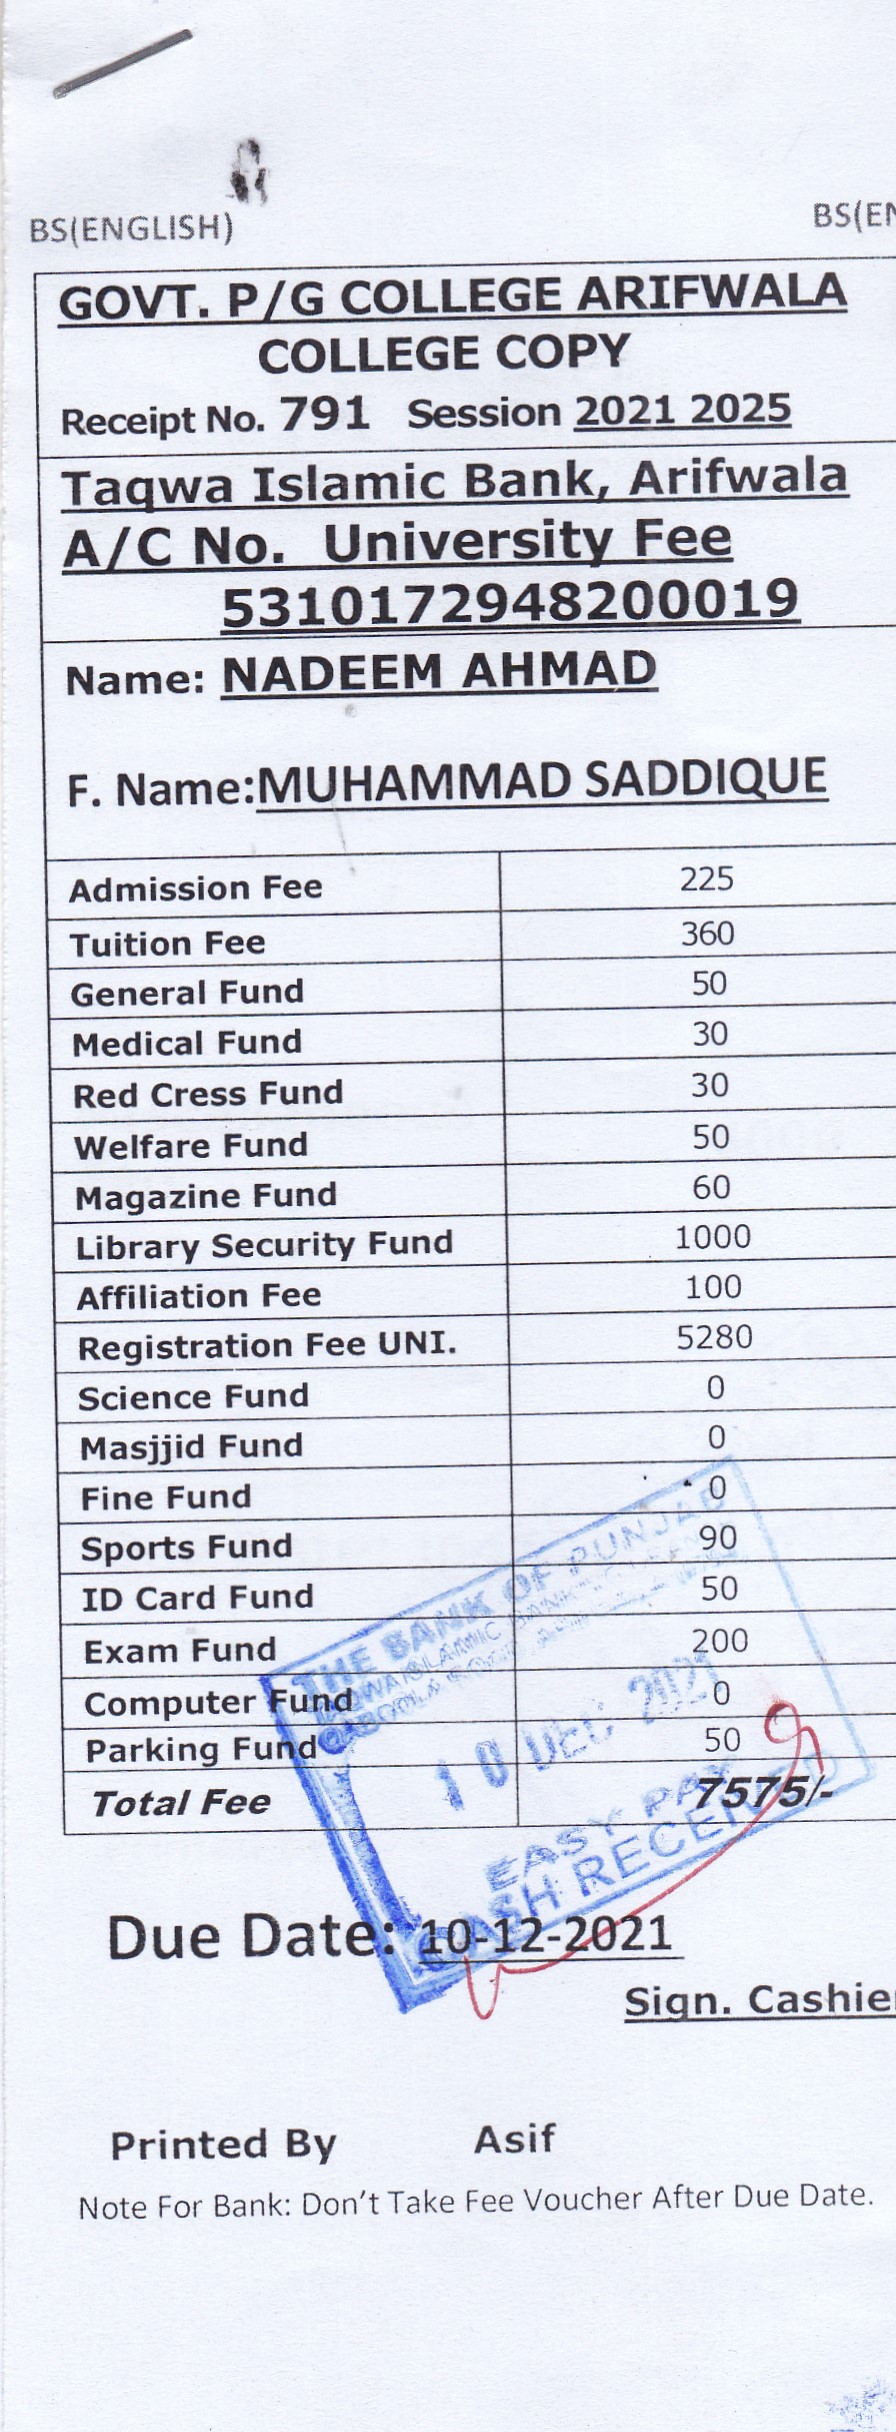 BS(ENGLISH)
BS(EN
GOVT. P/G COLLEGE ARIFWALA
COLLEGE COPY
Receipt No. 791 Session 2021 2025
Taqwa Islamic Bank, Arifwala
A/C No. University Fee
5310172948200019
Name: NADEEM AHMAD
F. Name:MUHAMMAD SADDIQUE
Admission Fee 225
Tuition Fee 360
General Fund 50
Medical Fund 30
Red Cress Fund 30
Welfare Fund 50
Magazine Fund 60
Library Security Fund 1000
Affiliation Fee 100
Registration Fee UNI. 5280
Science Fund 0
Masjjid Fund 0
Fine Fund 0
Sports Fund 90
ID Card Fund 50
Exam Fund 200
Computer Fund 0
Parking Fund 50
Total Fee 7575/-
THE BANK OF PUNJAB
10 DEC 2021
EASY PAY
CASH RECEIVED
Due Date: 10-12-2021
Sign. Cashier
Printed By Asif
Note For Bank: Don't Take Fee Voucher After Due Date.